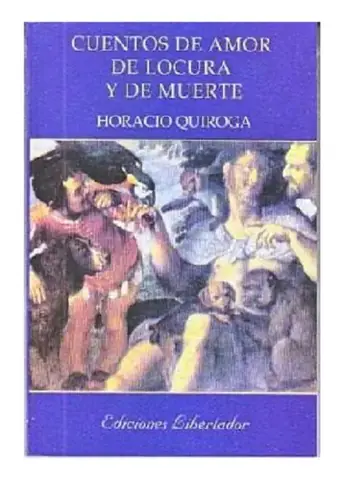 CUENTOS DE AMOR
DE LOCURA
Y DE MUERTE
HORACIO QUIROGA
Ediciones Libertador